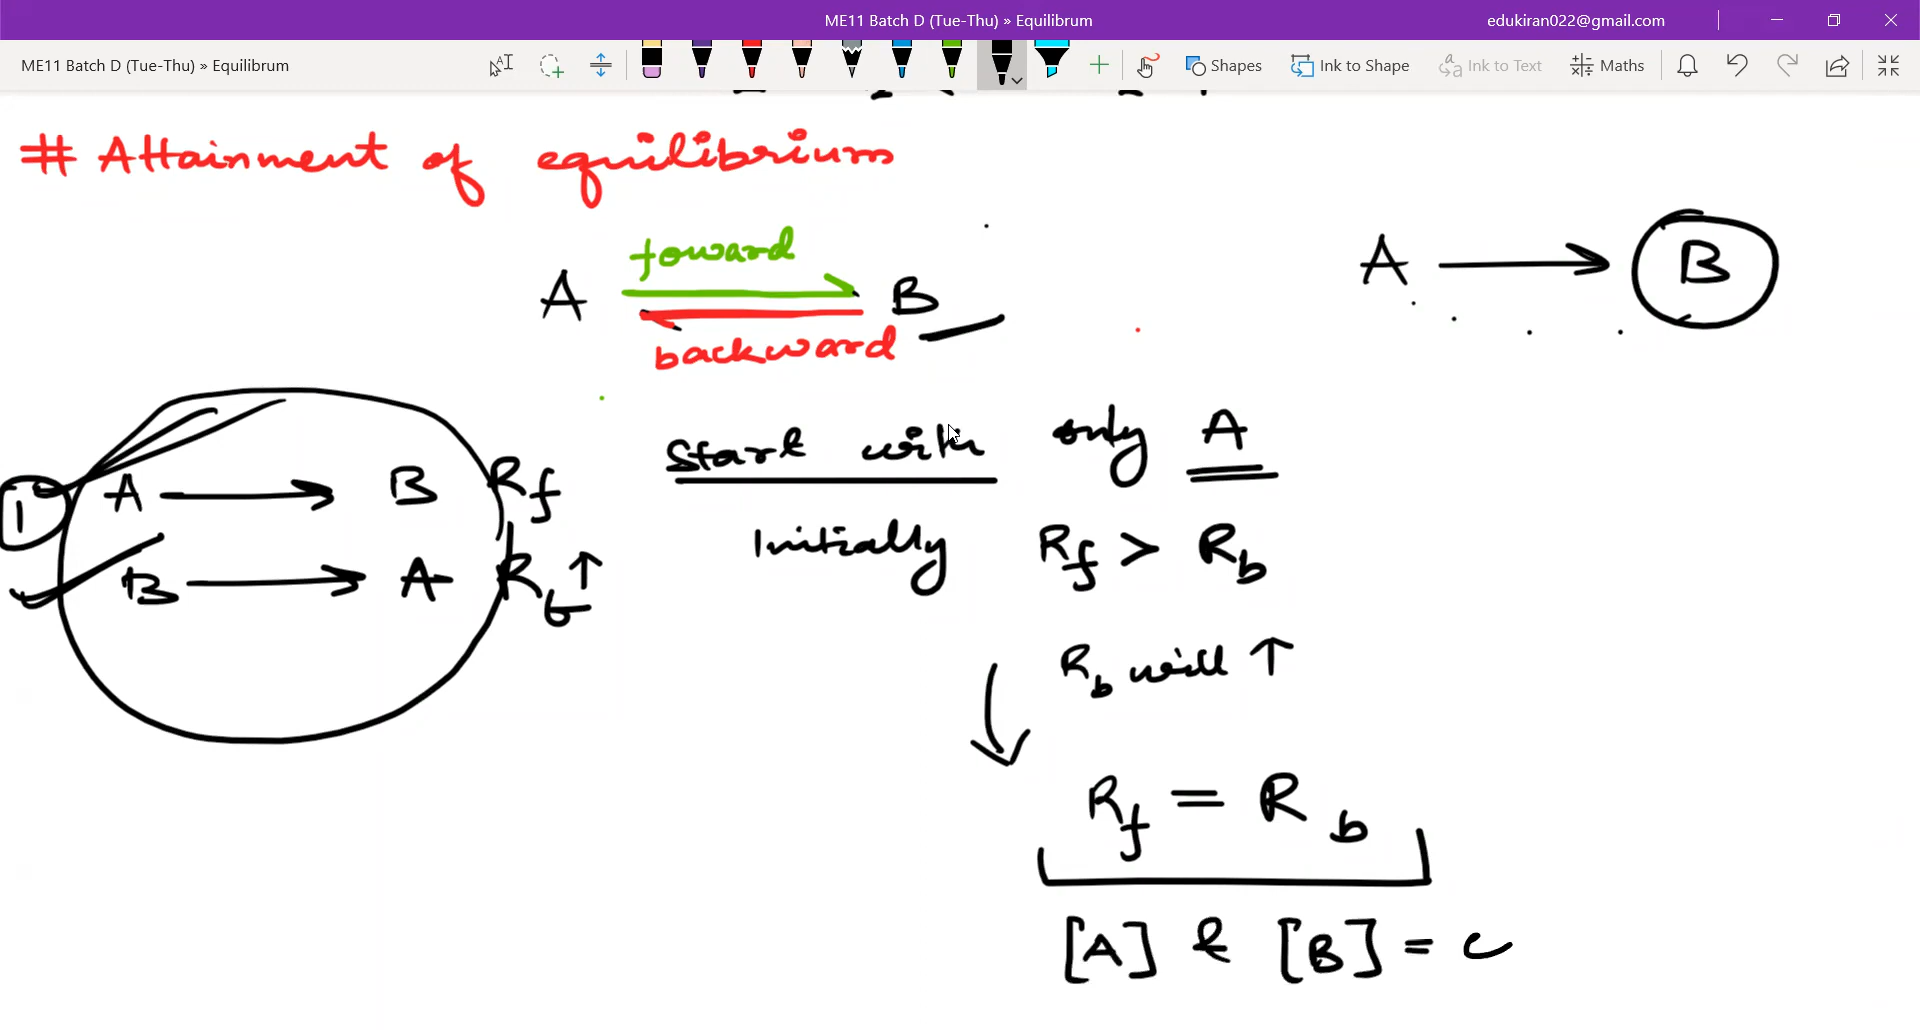 ME11 Batch D (Tue-Thu) » Equilibrum
edukiran022@gmail.com
ME11 Batch D (Tue-Thu) » Equilibrum
Shapes
Ink to Shape
Ink to Text
Maths
# Attainment of equilibrium
forward
A B
backward
A → B
1 A → B Rf
B → A Rb ↑
Start with only A
Initially Rf > Rb
Rb will ↑
Rf = Rb
[A] & [B] = c